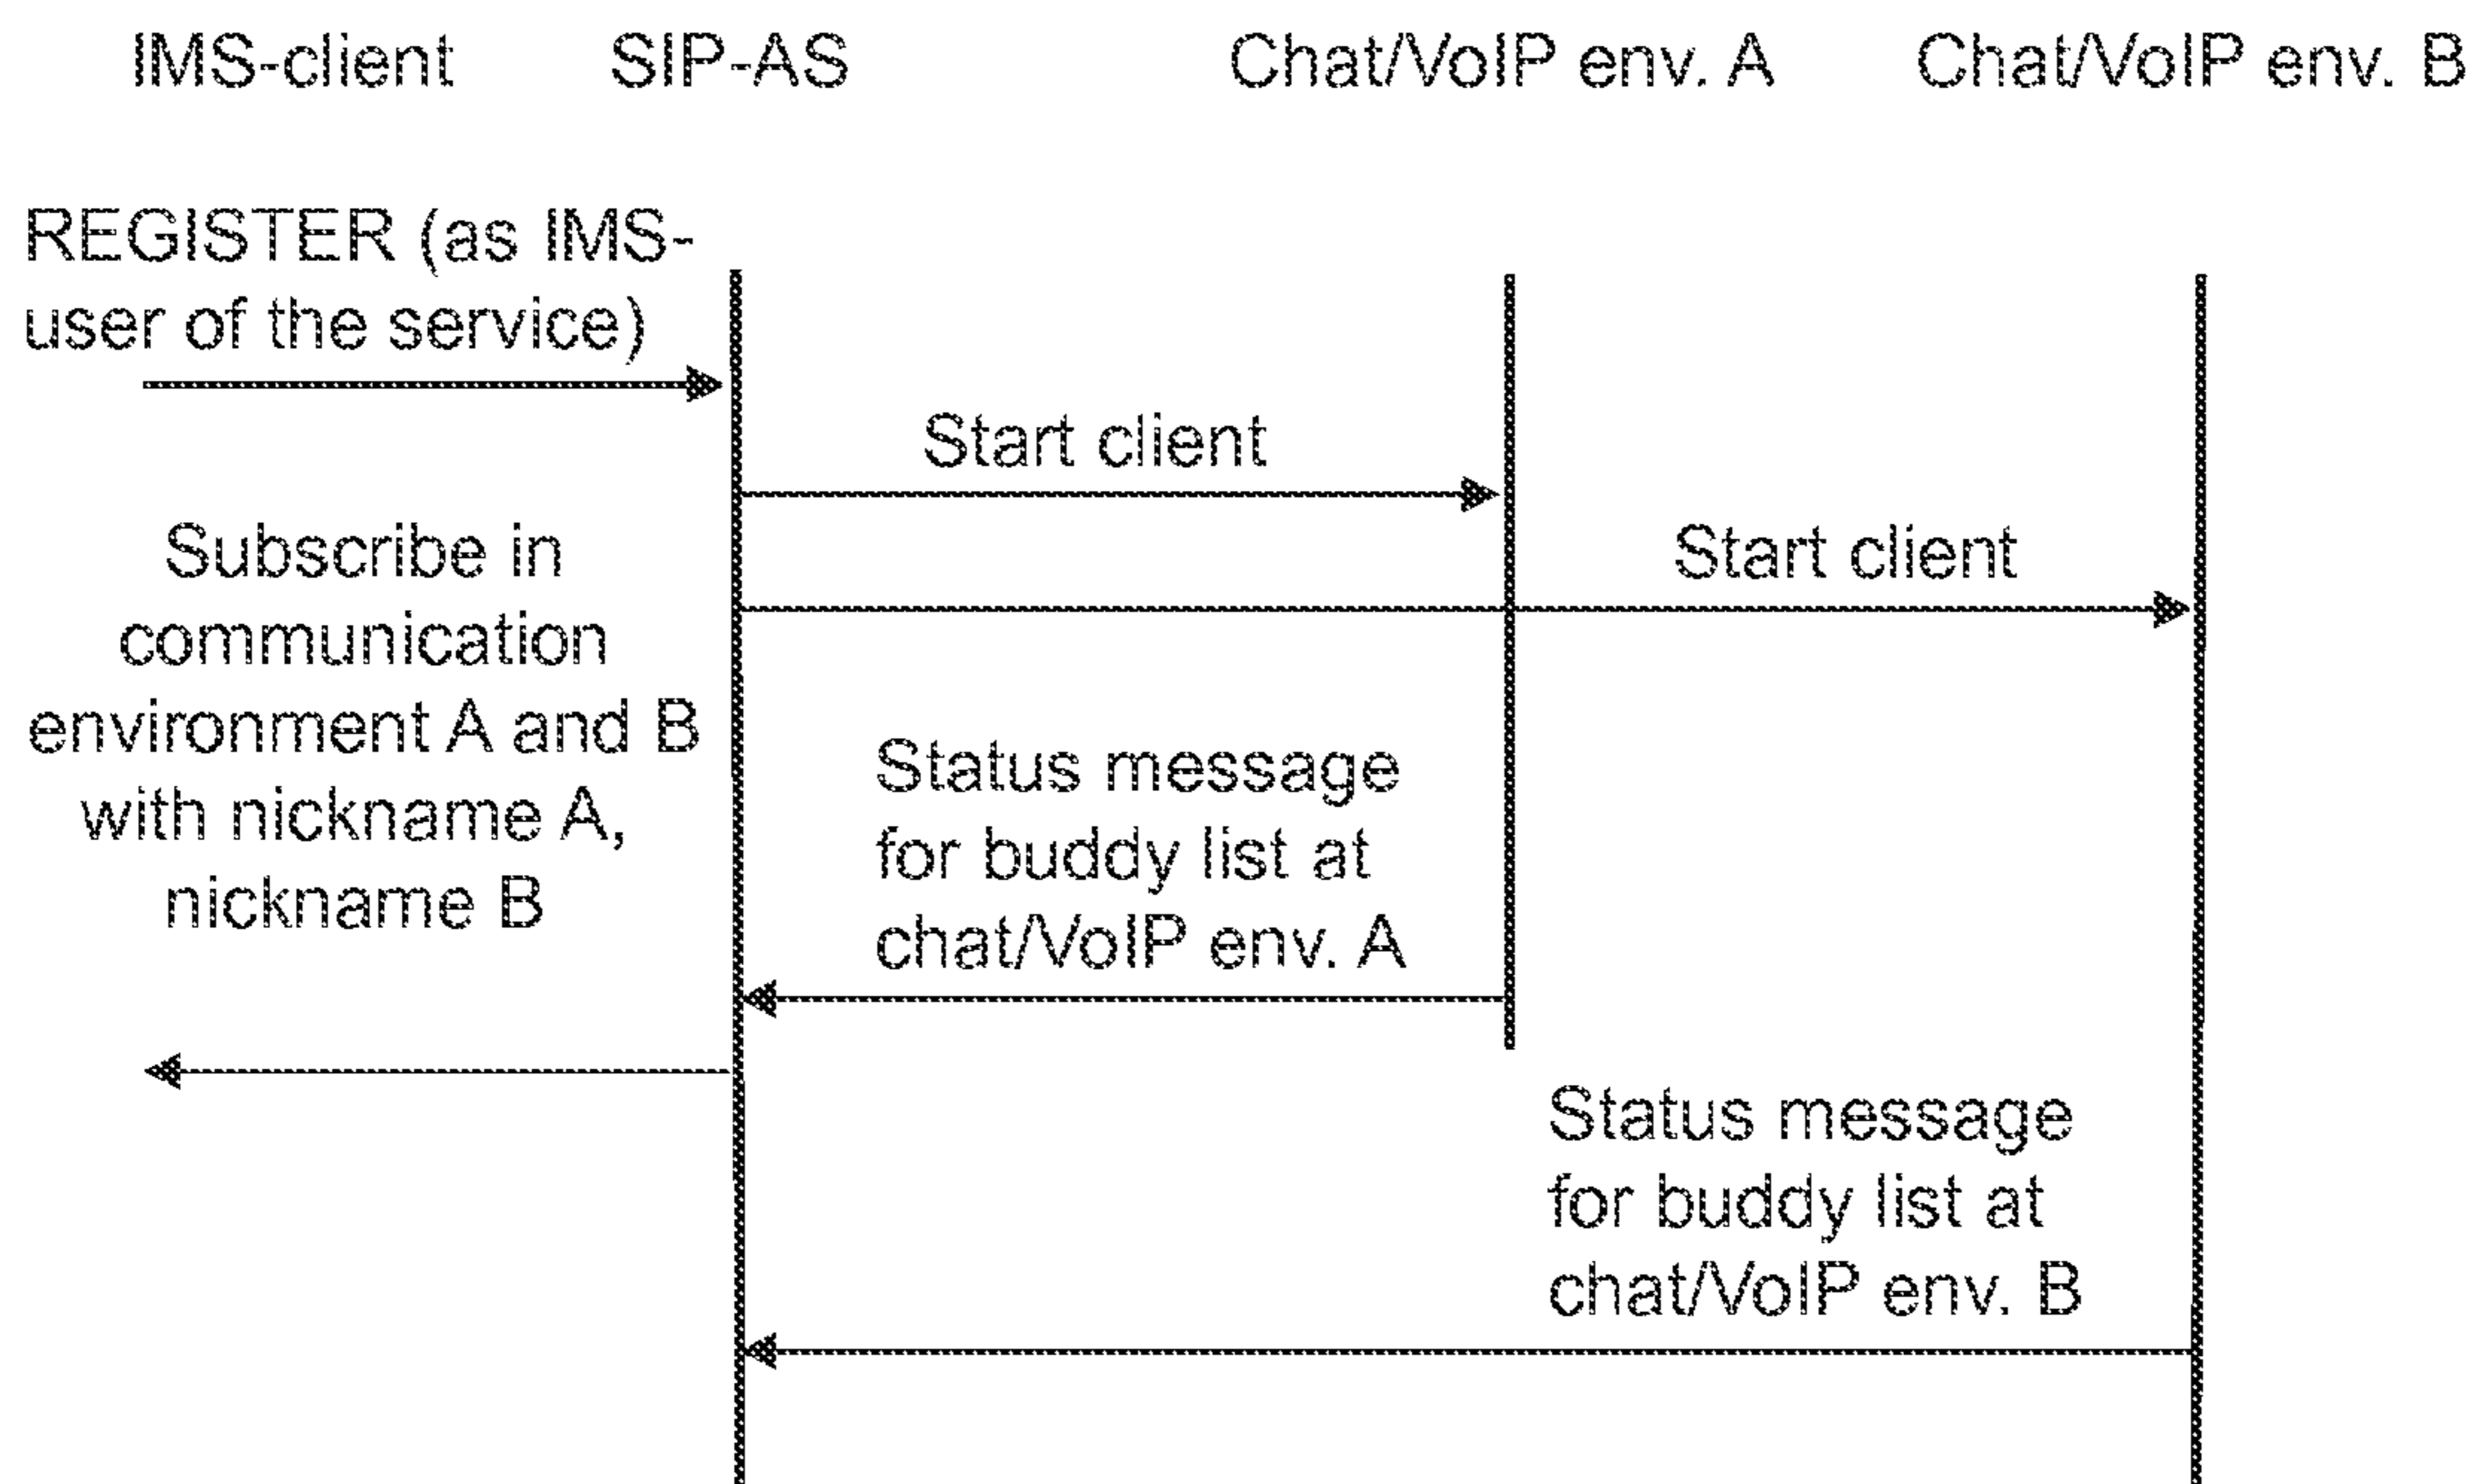 IMS-client SIP-AS Chat/VoIP env. A Chat/VoIP env. B
REGISTER (as IMS-
user of the service)
Start client
Start client
Subscribe in
communication
environment A and B
with nickname A,
nickname B
Status message
for buddy list at
chat/VoIP env. A
Status message
for buddy list at
chat/VoIP env. B